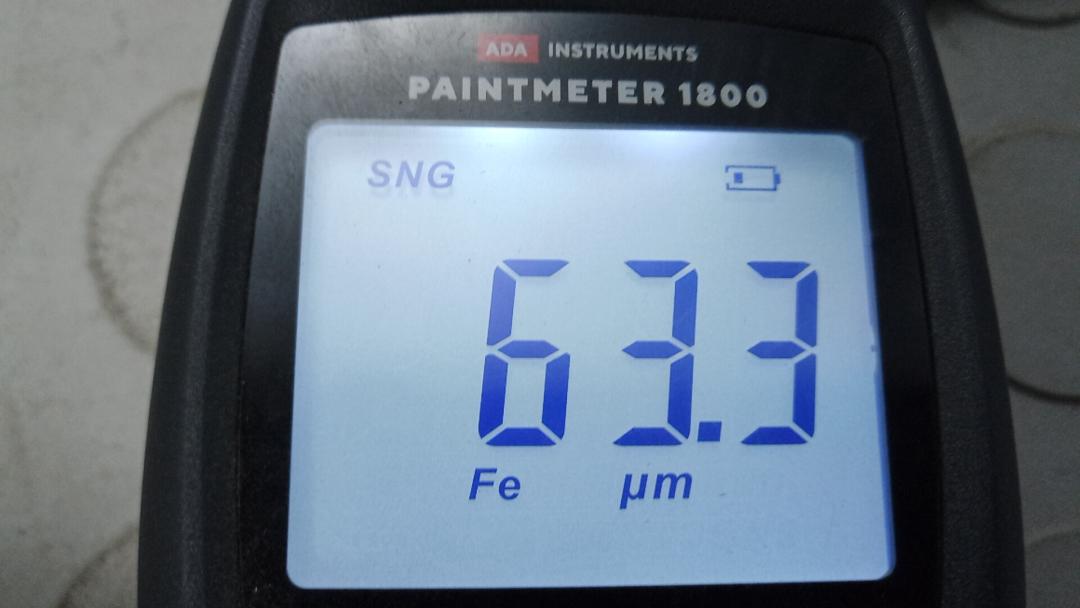 ADA INSTRUMENTS
PAINTMETER 1800
SNG
63.3
Fe μm